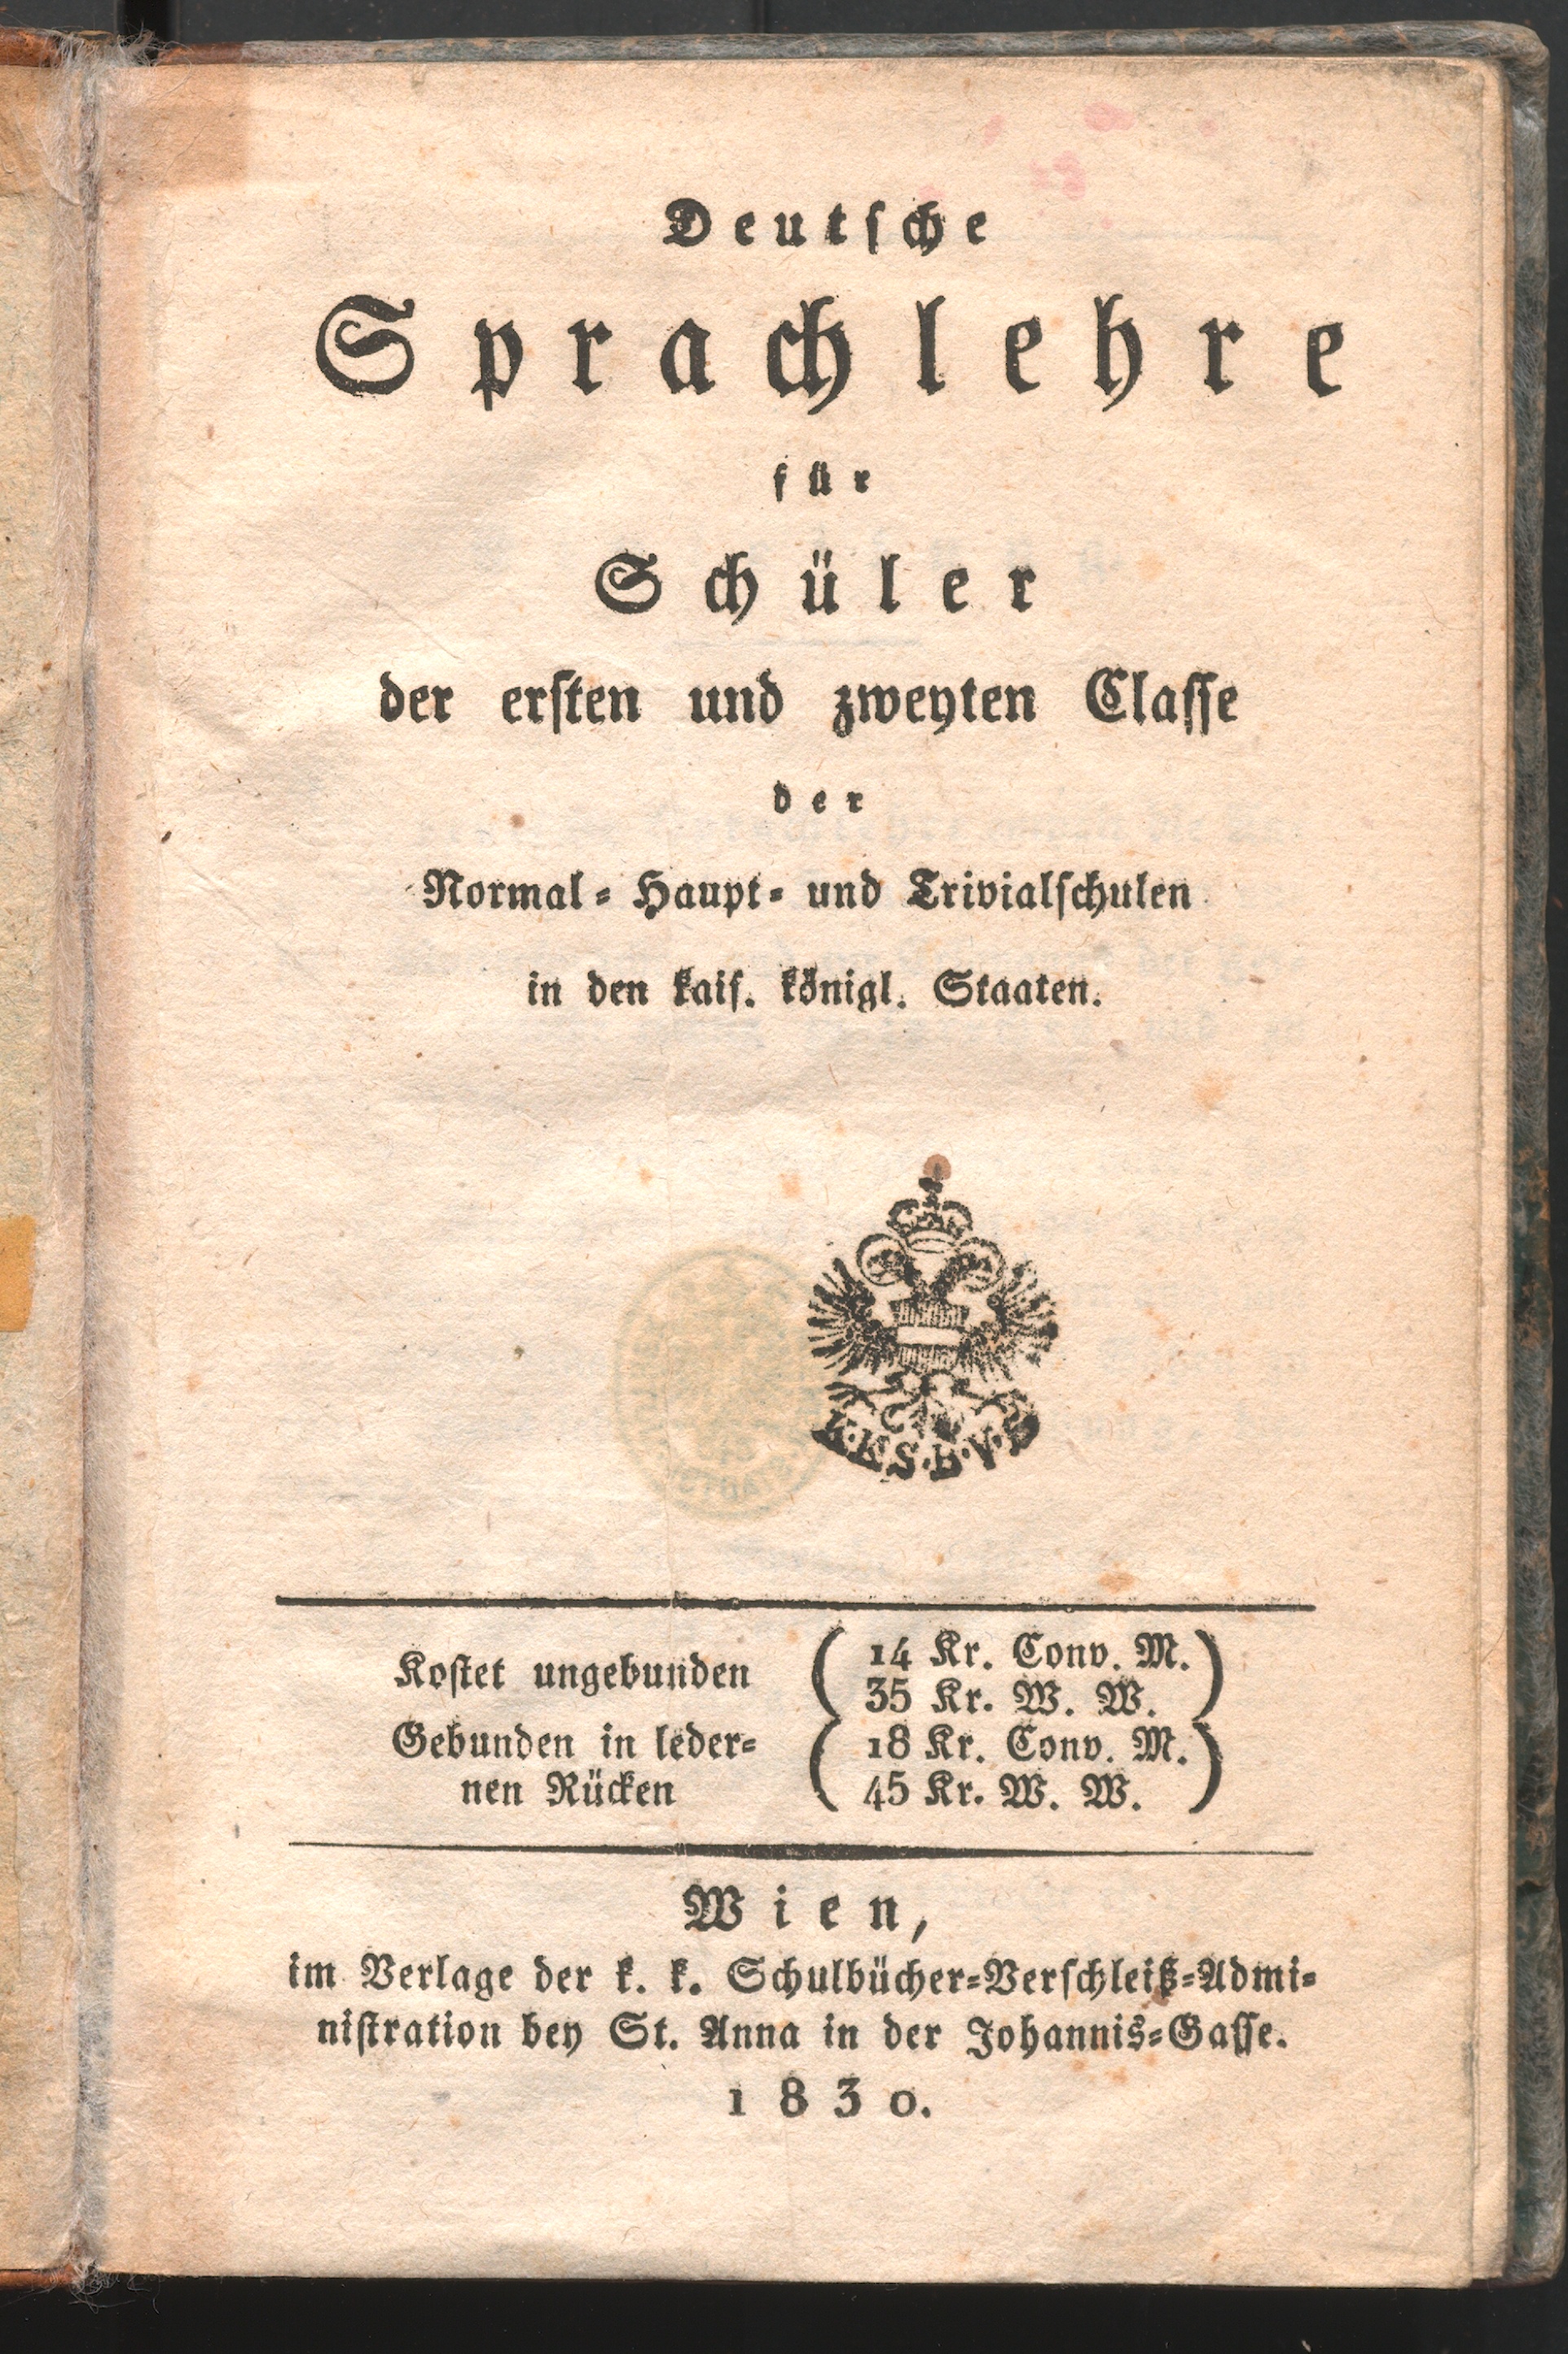 Deutsche
Sprachlehre
für
Schüler
der ersten und zweyten Classe
der
Normal- Haupt- und Trivialschulen
in den kais. königl. Staaten.
K.K.S.B.V.
Kostet ungebunden ( 14 Kr. Conv. M. )
35 Kr. W. W.
Gebunden in leder- ( 18 Kr. Conv. M. )
nen Rücken 45 Kr. W. W.
Wien,
im Verlage der k. k. Schulbücher-Verschleiß-Admi-
nistration bey St. Anna in der Johannis-Gasse.
1830.